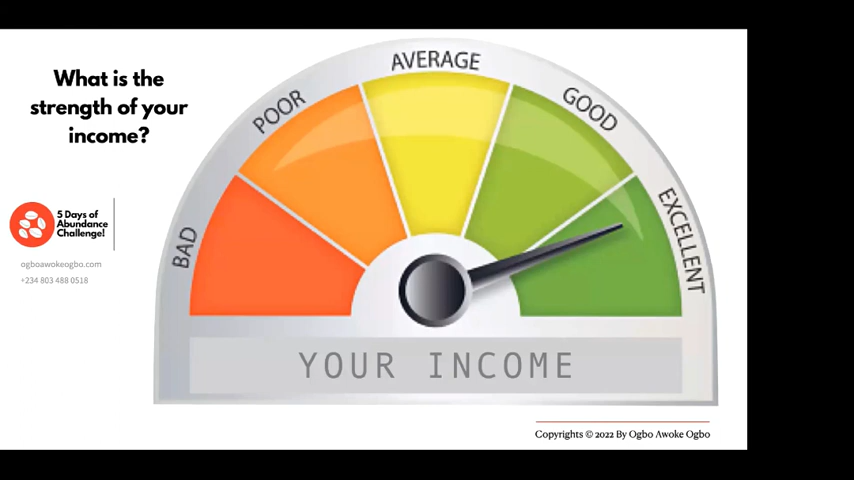 What is the
strength of your
income?
5 Days of
Abundance
Challenge!
ogboawokeogbo.com
+234 803 488 0518
BAD
POOR
AVERAGE
GOOD
EXCELLENT
YOUR INCOME
Copyrights © 2022 By Ogbo Awoke Ogbo